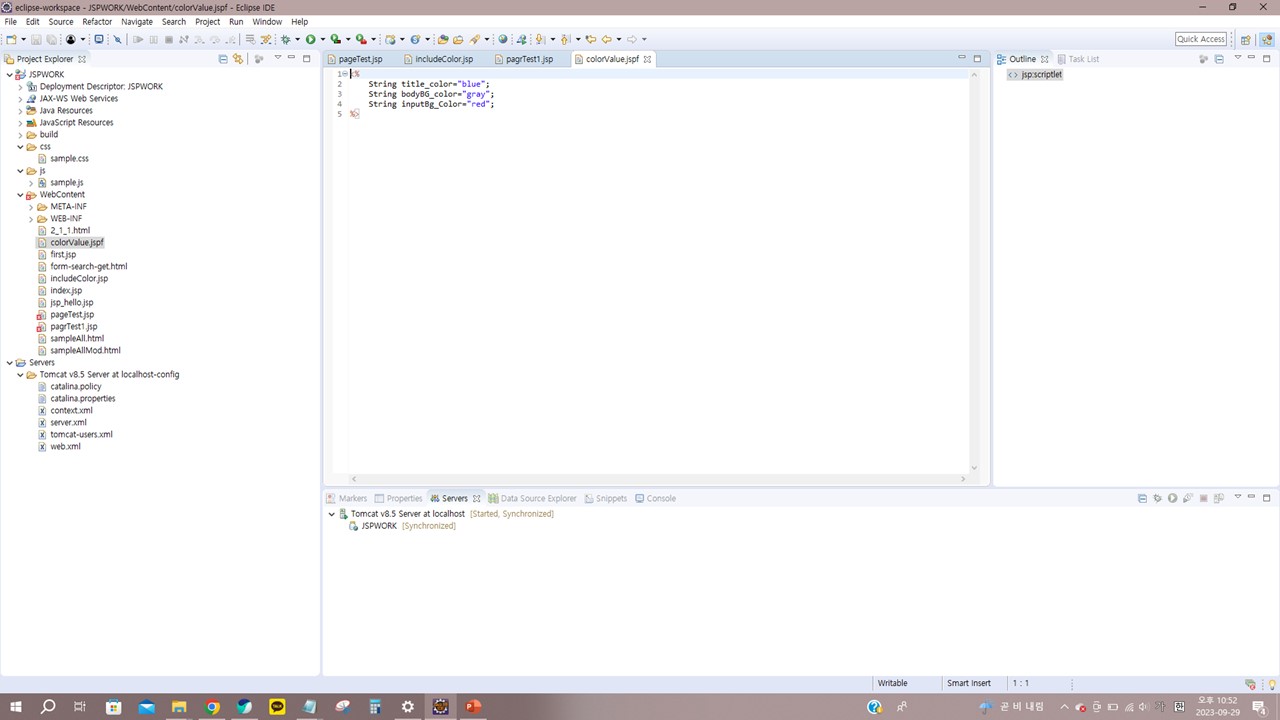 eclipse-workspace - JSPWORK/WebContent/colorValue.jspf - Eclipse IDE
File Edit Source Refactor Navigate Search Project Run Window Help
Quick Access
Project Explorer
pageTest.jsp includeColor.jsp pagrTest1.jsp colorValue.jspf
Outline Task List
JSPWORK
Deployment Descriptor: JSPWORK
JAX-WS Web Services
Java Resources
JavaScript Resources
build
css
sample.css
js
sample.js
WebContent
META-INF
WEB-INF
2_1_1.html
colorValue.jspf
first.jsp
form-search-get.html
includeColor.jsp
index.jsp
jsp_hello.jsp
pageTest.jsp
pagrTest1.jsp
sampleAll.html
sampleAllMod.html
Servers
Tomcat v8.5 Server at localhost-config
catalina.policy
catalina.properties
context.xml
server.xml
tomcat-users.xml
web.xml
1 <%
2 String title_color="blue";
3 String bodyBG_color="gray";
4 String inputBg_Color="red";
5 %>
jsp:scriptlet
Markers Properties Servers Data Source Explorer Snippets Console
Tomcat v8.5 Server at localhost [Started, Synchronized]
JSPWORK [Synchronized]
Writable Smart Insert 1 : 1
TALK
곧 비 내림
오후 10:52
2023-09-29